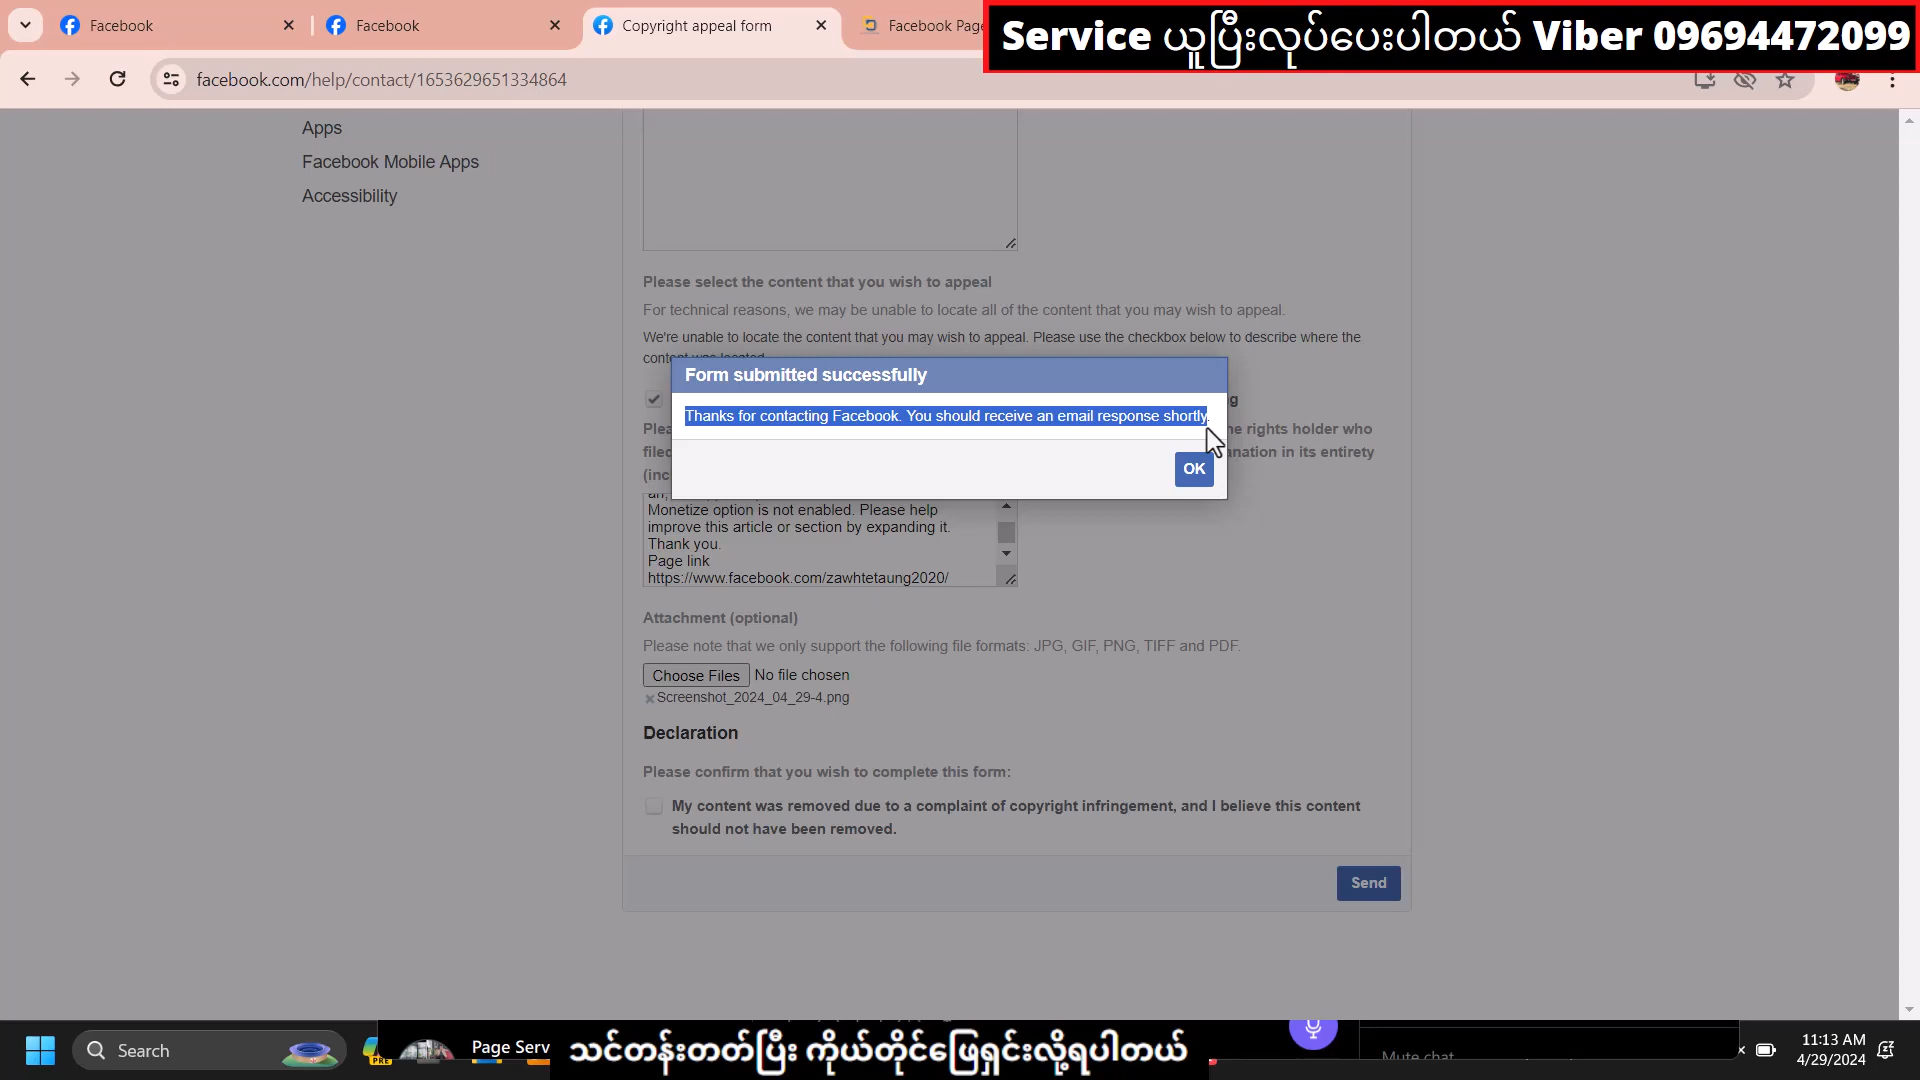 Facebook
Facebook
Copyright appeal form
Facebook Page
Service ယူပြီးလုပ်ပေးပါတယ် Viber 09694472099
facebook.com/help/contact/1653629651334864
Apps
Facebook Mobile Apps
Accessibility
Please select the content that you wish to appeal
For technical reasons, we may be unable to locate all of the content that you may wish to appeal.
We're unable to locate the content that you may wish to appeal. Please use the checkbox below to describe where the
content was located
Form submitted successfully
Thanks for contacting Facebook. You should receive an email response shortly.
OK
e rights holder who
filed
anation in its entirety
Monetize option is not enabled. Please help
improve this article or section by expanding it.
Thank you.
Page link
https://www.facebook.com/zawhtetaung2020/
Attachment (optional)
Please note that we only support the following file formats: JPG, GIF, PNG, TIFF and PDF.
Choose Files No file chosen
Screenshot_2024_04_29-4.png
Declaration
Please confirm that you wish to complete this form:
My content was removed due to a complaint of copyright infringement, and I believe this content
should not have been removed.
Send
Search
PRE
Page Serv
သင်တန်းတတ်ပြီး ကိုယ်တိုင်ဖြေရှင်းလို့ရပါတယ်
Mute chat
11:13 AM
4/29/2024